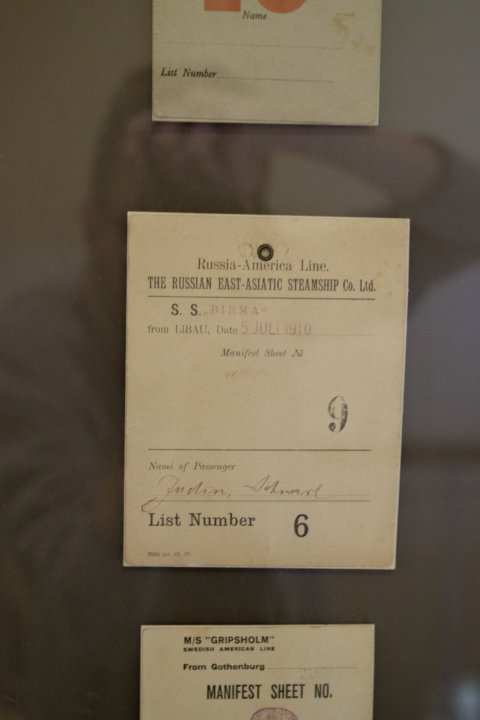 Name
List Number
Russia-America Line.
THE RUSSIAN EAST-ASIATIC STEAMSHIP Co. Ltd.
S. S. BIRMA
from LIBAU, Date 5 JULI 1910
Manifest Sheet №
9
Name of Passenger
Judin,
List Number 6
M/S "GRIPSHOLM"
SWEDISH AMERICAN LINE
From Gothenburg
MANIFEST SHEET NO.